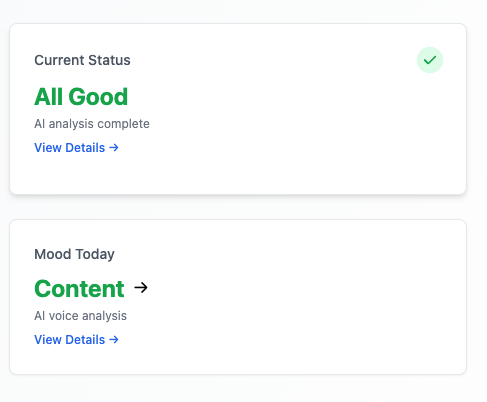 Current Status
All Good
AI analysis complete
View Details →
Mood Today
Content →
AI voice analysis
View Details →